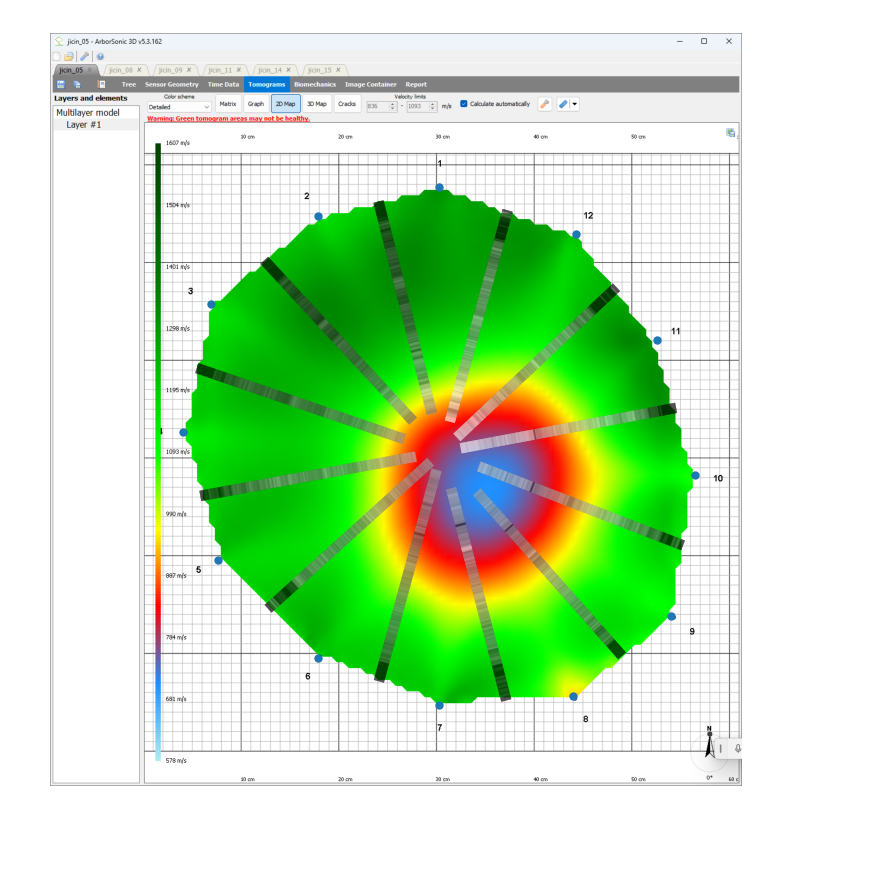 jicin_05 - ArborSonic 3D v5.3.162
jicin_05 x jicin_08 x jicin_09 x jicin_11 x jicin_14 x jicin_15 x
Tree Sensor Geometry Time Data Tomograms Biomechanics Image Container Report
Layers and elements
Multilayer model
Layer #1
Color scheme
Detailed
Matrix Graph 2D Map 3D Map Cracks
Velocity limits
836 - 1093 m/s
Calculate automatically
Warning: Green tomogram areas may not be healthy.
10 cm 20 cm 30 cm 40 cm 50 cm
1607 m/s
1504 m/s
1401 m/s
1298 m/s
1195 m/s
1093 m/s
990 m/s
887 m/s
784 m/s
681 m/s
578 m/s
1
2
12
3
11
4
10
5
9
6
8
7
N
0°
10 cm 20 cm 30 cm 40 cm 50 cm 60 c